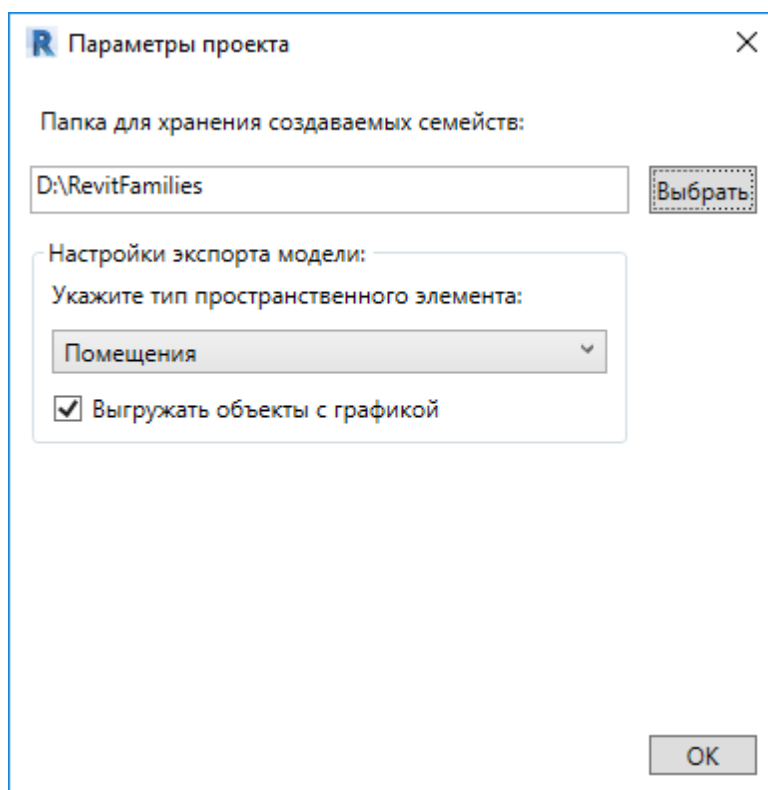 Параметры проекта
Папка для хранения создаваемых семейств:
D:\RevitFamilies
Выбрать
Настройки экспорта модели:
Укажите тип пространственного элемента:
Помещения
Выгружать объекты с графикой
OK